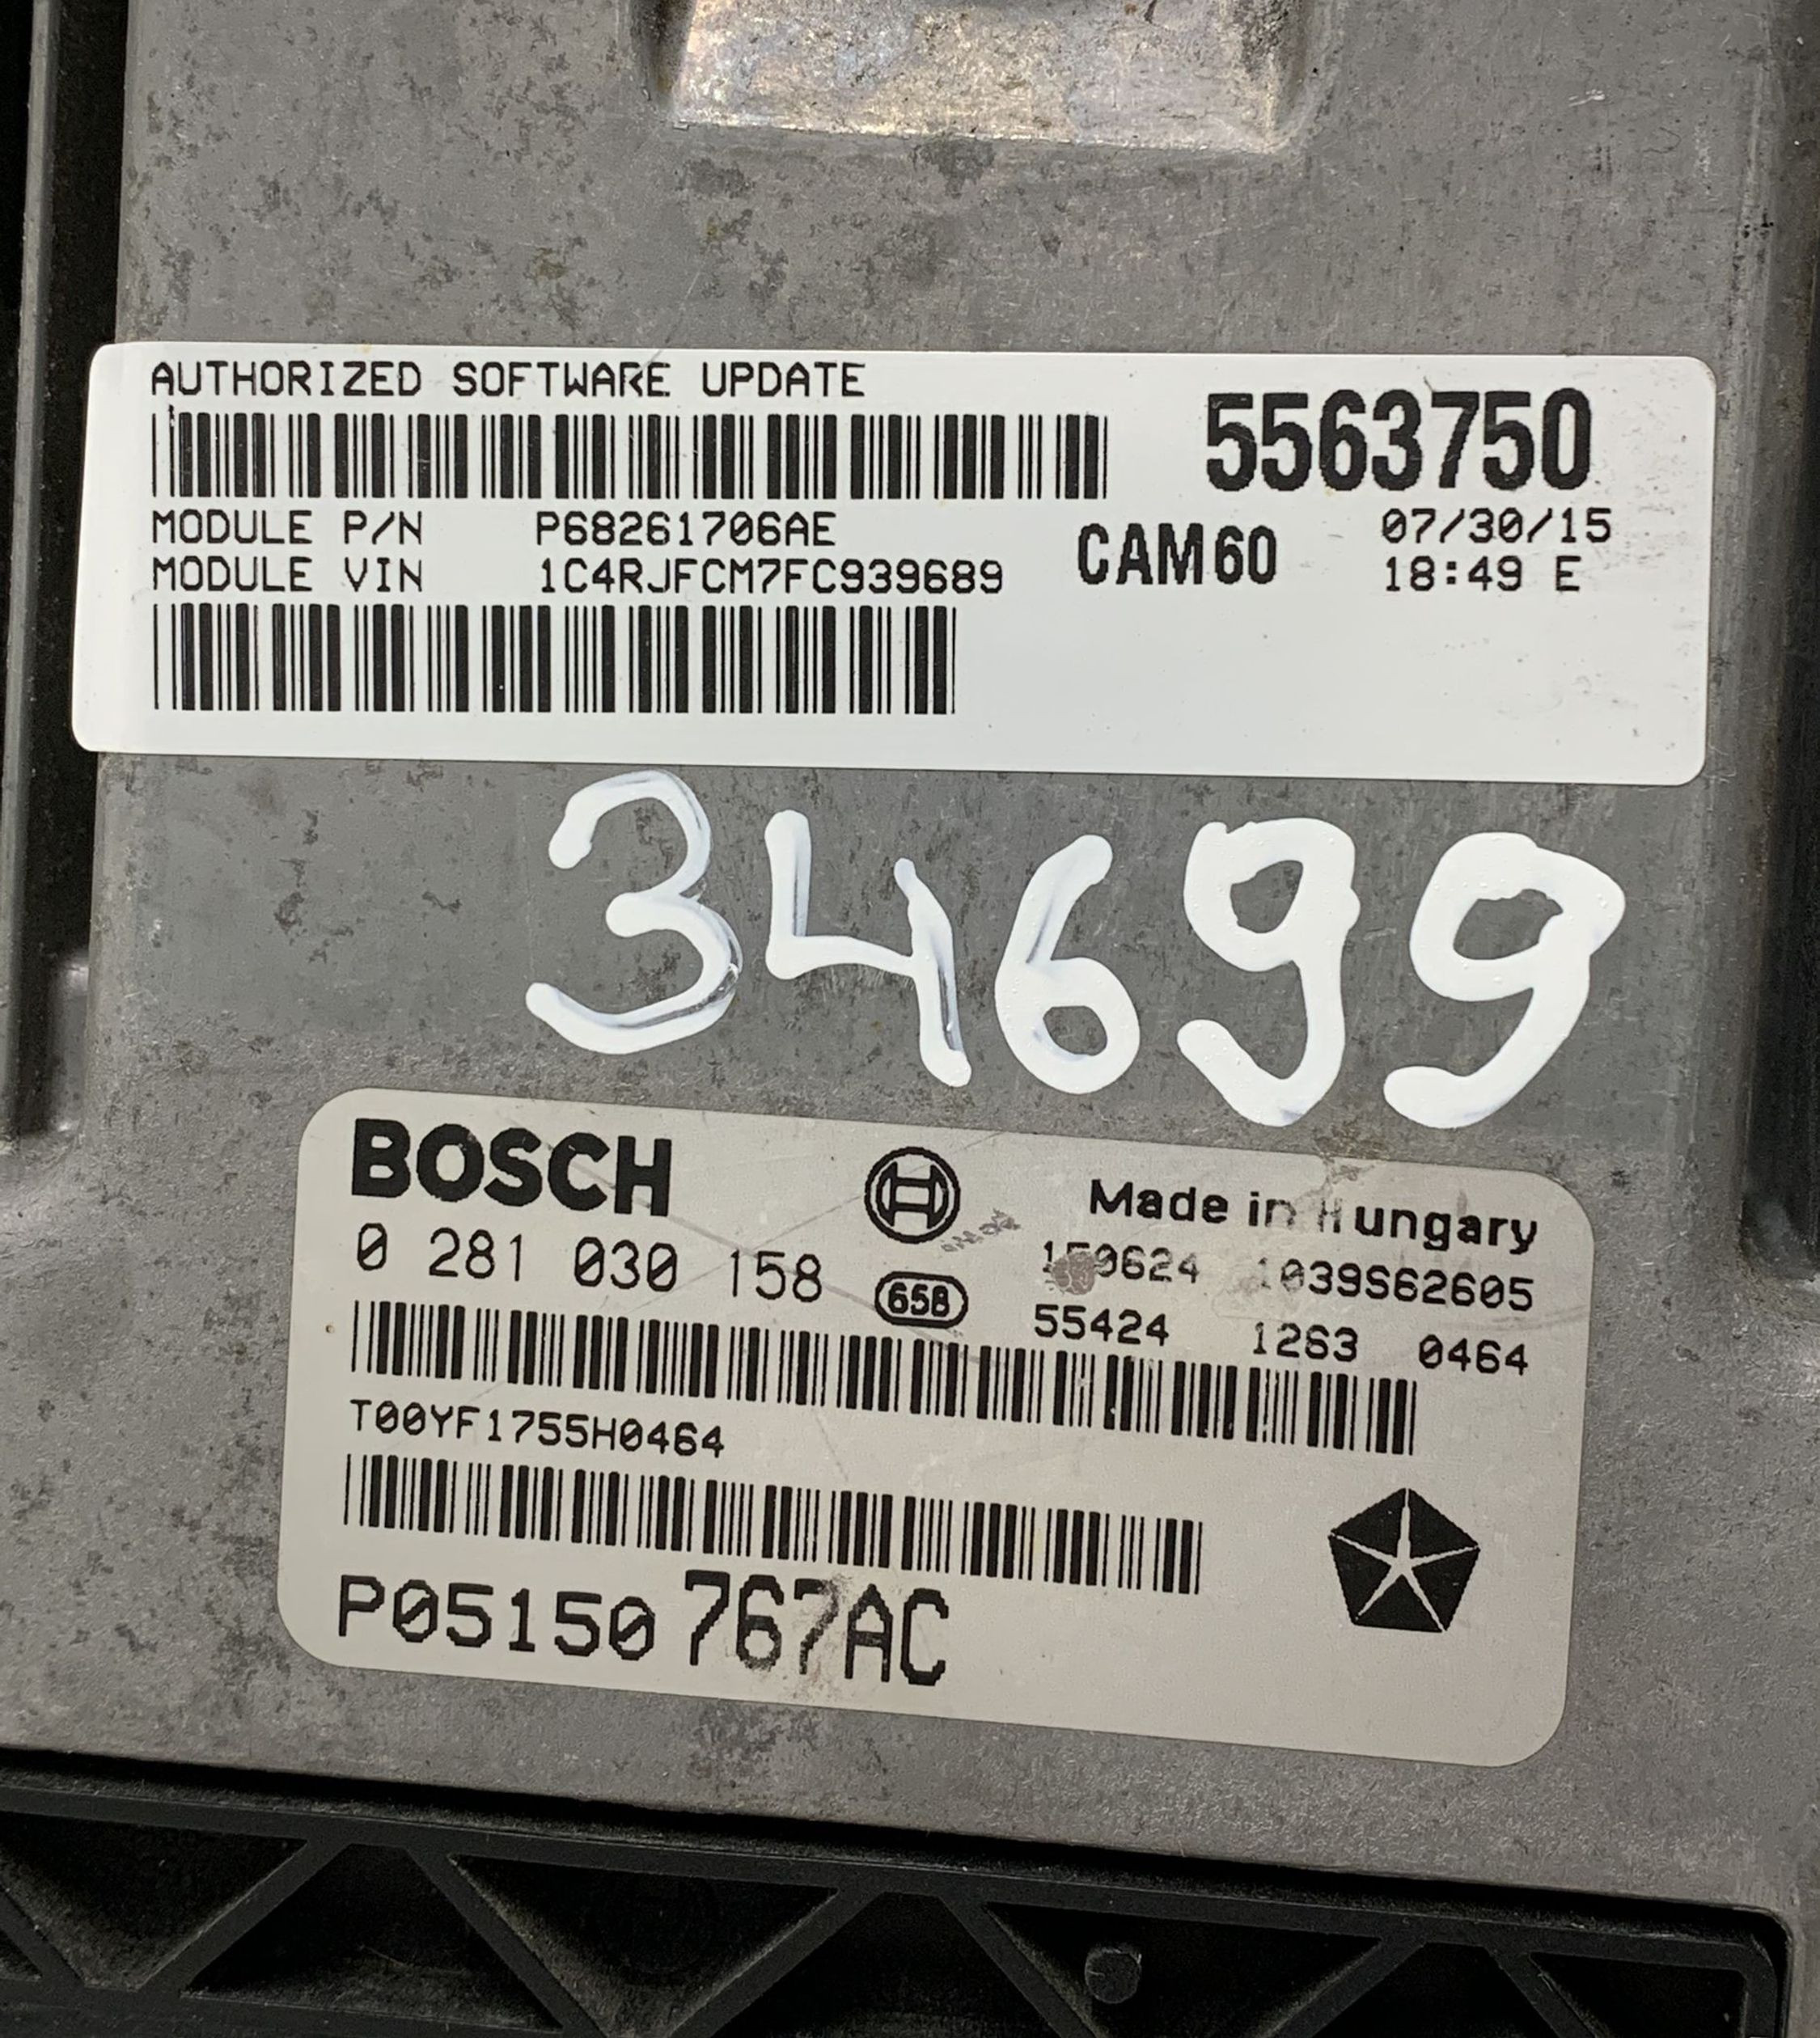 AUTHORIZED SOFTWARE UPDATE
5563750
MODULE P/N P68261706AE
MODULE VIN 1C4RJFCM7FC939689
CAM60
07/30/15
18:49 E
34699
BOSCH
Made in Hungary
0 281 030 158
658
1039S62605
55424 12S3 0464
T00YF1755H0464
P05150767AC